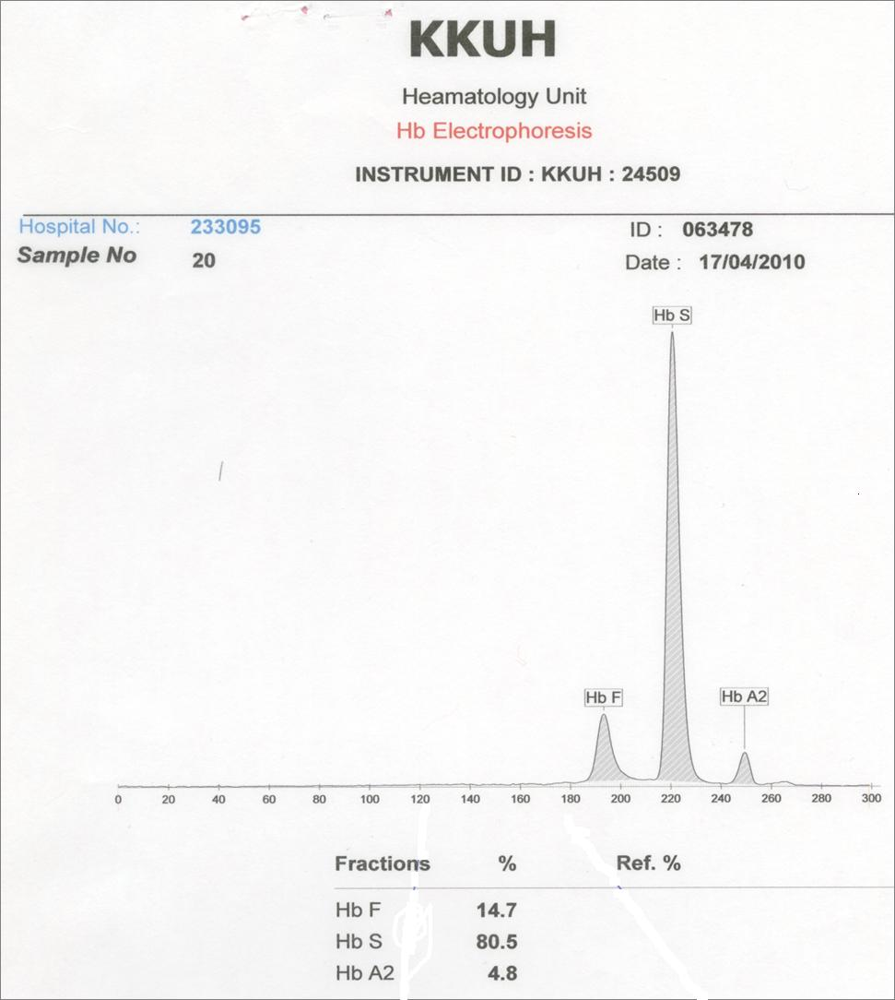 KKUH
Heamatology Unit
Hb Electrophoresis
INSTRUMENT ID : KKUH : 24509
Hospital No.: 233095 ID : 063478
Sample No 20 Date : 17/04/2010
Hb S
Hb F Hb A2
0 20 40 60 80 100 120 140 160 180 200 220 240 260 280 300
Fractions % Ref. %
Hb F 14.7
Hb S 80.5
Hb A2 4.8